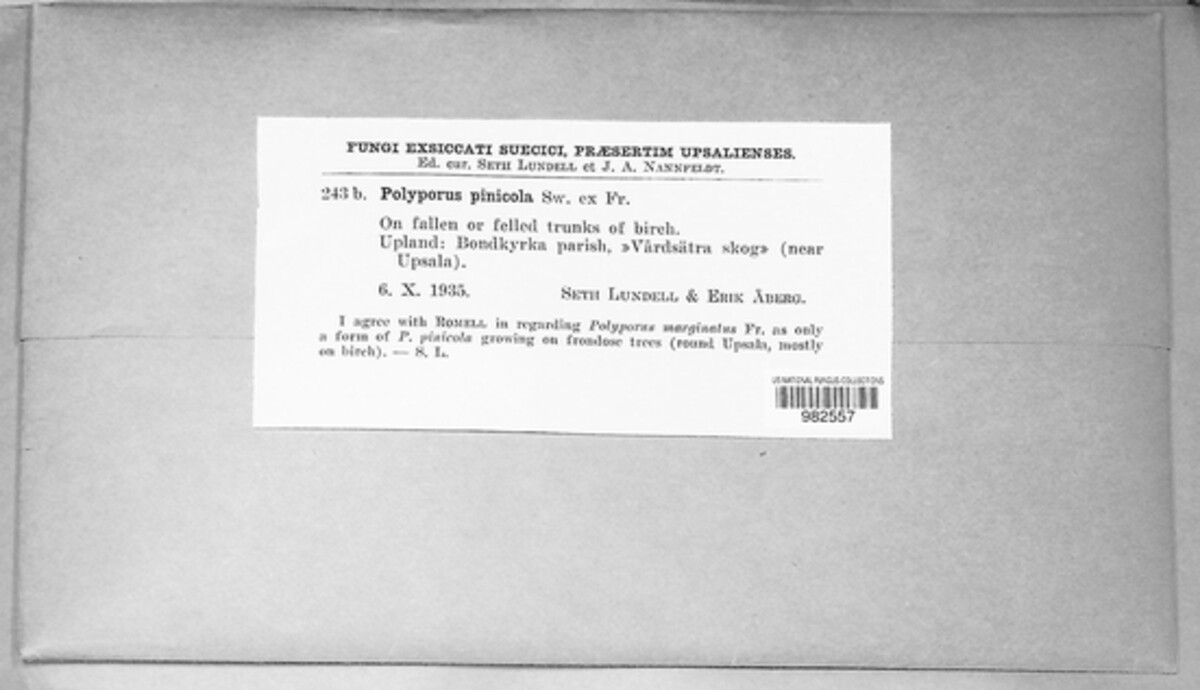 FUNGI EXSICCATI SUECICI, PRÆSERTIM UPSALIENSES.
Ed. cur. SETH LUNDELL et J. A. NANNFELDT.
243 b. Polyporus pinicola Sw. ex Fr.
On fallen or felled trunks of birch.
Upland: Bondkyrka parish, »Vårdsätra skog» (near
Upsala).
6. X. 1935. SETH LUNDELL & ERIK ÅBERG.
I agree with ROMELL in regarding Polyporus marginatus Fr. as only
a form of P. pinicola growing on frondose trees (round Upsala, mostly
on birch). — S. L.
US NATIONAL FUNGUS COLLECTIONS
982557